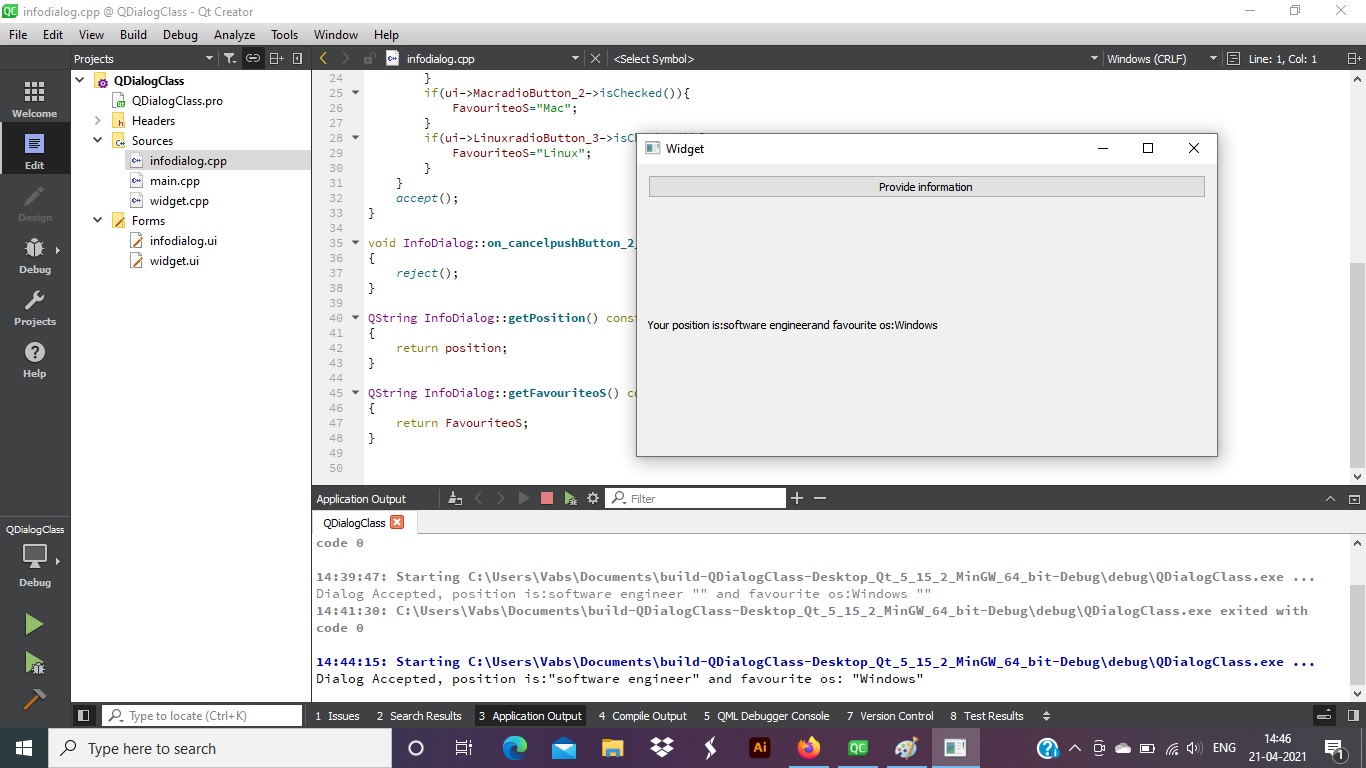 infodialog.cpp @ QDialogClass - Qt Creator
File Edit View Build Debug Analyze Tools Window Help
Projects infodialog.cpp <Select Symbol> Windows (CRLF) Line: 1, Col: 1
Welcome
Edit
Design
Debug
Projects
Help
QDialogClass
Debug
QDialogClass
QDialogClass.pro
Headers
Sources
infodialog.cpp
main.cpp
widget.cpp
Forms
infodialog.ui
widget.ui
24 }
25 if(ui->MacradioButton_2->isChecked()){
26 FavouriteoS="Mac";
27 }
28 if(ui->LinuxradioButton_3->isC
29 FavouriteoS="Linux";
30 }
31 }
32 accept();
33 }
34
35 void InfoDialog::on_cancelpushButton_2_
36 {
37 reject();
38 }
39
40 QString InfoDialog::getPosition() const
41 {
42 return position;
43 }
44
45 QString InfoDialog::getFavouriteoS() co
46 {
47 return FavouriteoS;
48 }
49
50
Widget
Provide information
Your position is:software engineerand favourite os:Windows
Application Output Filter
QDialogClass
code 0
14:39:47: Starting C:\Users\Vabs\Documents\build-QDialogClass-Desktop_Qt_5_15_2_MinGW_64_bit-Debug\debug\QDialogClass.exe ...
Dialog Accepted, position is:software engineer "" and favourite os:Windows ""
14:41:30: C:\Users\Vabs\Documents\build-QDialogClass-Desktop_Qt_5_15_2_MinGW_64_bit-Debug\debug\QDialogClass.exe exited with
code 0
14:44:15: Starting C:\Users\Vabs\Documents\build-QDialogClass-Desktop_Qt_5_15_2_MinGW_64_bit-Debug\debug\QDialogClass.exe ...
Dialog Accepted, position is:"software engineer" and favourite os: "Windows"
Type to locate (Ctrl+K) 1 Issues 2 Search Results 3 Application Output 4 Compile Output 5 QML Debugger Console 7 Version Control 8 Test Results
Type here to search Ai QC ENG 14:46
21-04-2021 1